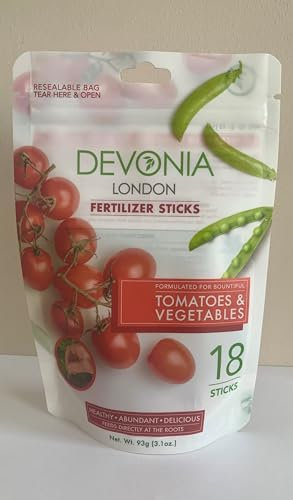 RESEALABLE BAG
TEAR HERE & OPEN
DEVONIA
LONDON
FERTILIZER STICKS
FORMULATED FOR BOUNTIFUL
TOMATOES &
VEGETABLES
18
STICKS
HEALTHY • ABUNDANT • DELICIOUS
FEEDS DIRECTLY AT THE ROOTS
Net. Wt. 93g (3.1oz.)